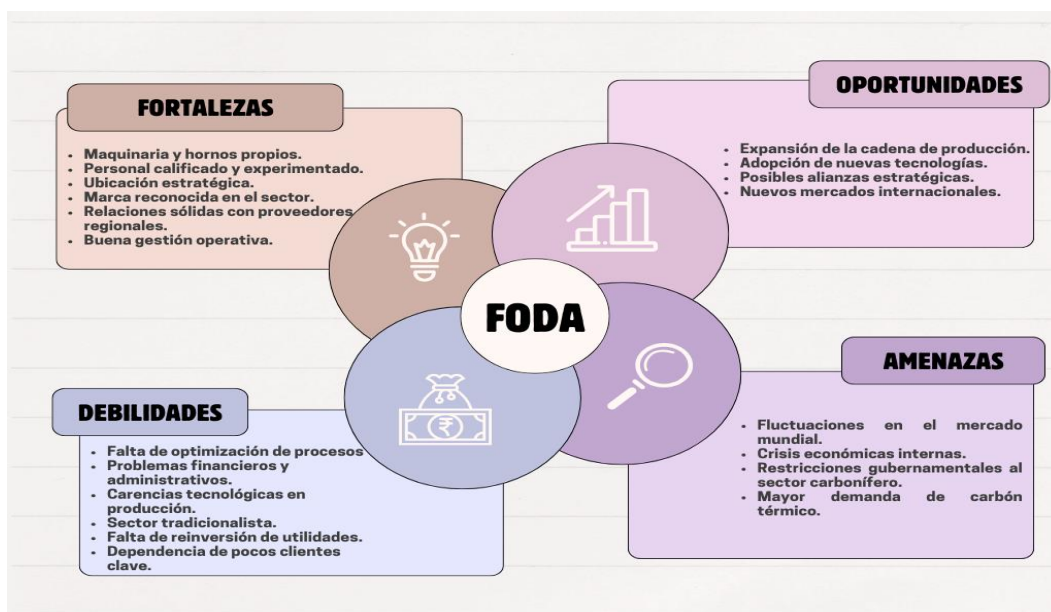 FORTALEZAS
• Maquinaria y hornos propios.
• Personal calificado y experimentado.
• Ubicación estratégica.
• Marca reconocida en el sector.
• Relaciones sólidas con proveedores
regionales.
• Buena gestión operativa.
OPORTUNIDADES
• Expansión de la cadena de producción.
• Adopción de nuevas tecnologías.
• Posibles alianzas estratégicas.
• Nuevos mercados internacionales.
FODA
DEBILIDADES
• Falta de optimización de procesos
• Problemas financieros y
administrativos.
• Carencias tecnológicas en
producción.
• Sector tradicionalista.
• Falta de reinversión de utilidades.
• Dependencia de pocos clientes
clave.
₹
AMENAZAS
• Fluctuaciones en el mercado
mundial.
• Crisis económicas internas.
• Restricciones gubernamentales al
sector carbonífero.
• Mayor demanda de carbón
térmico.